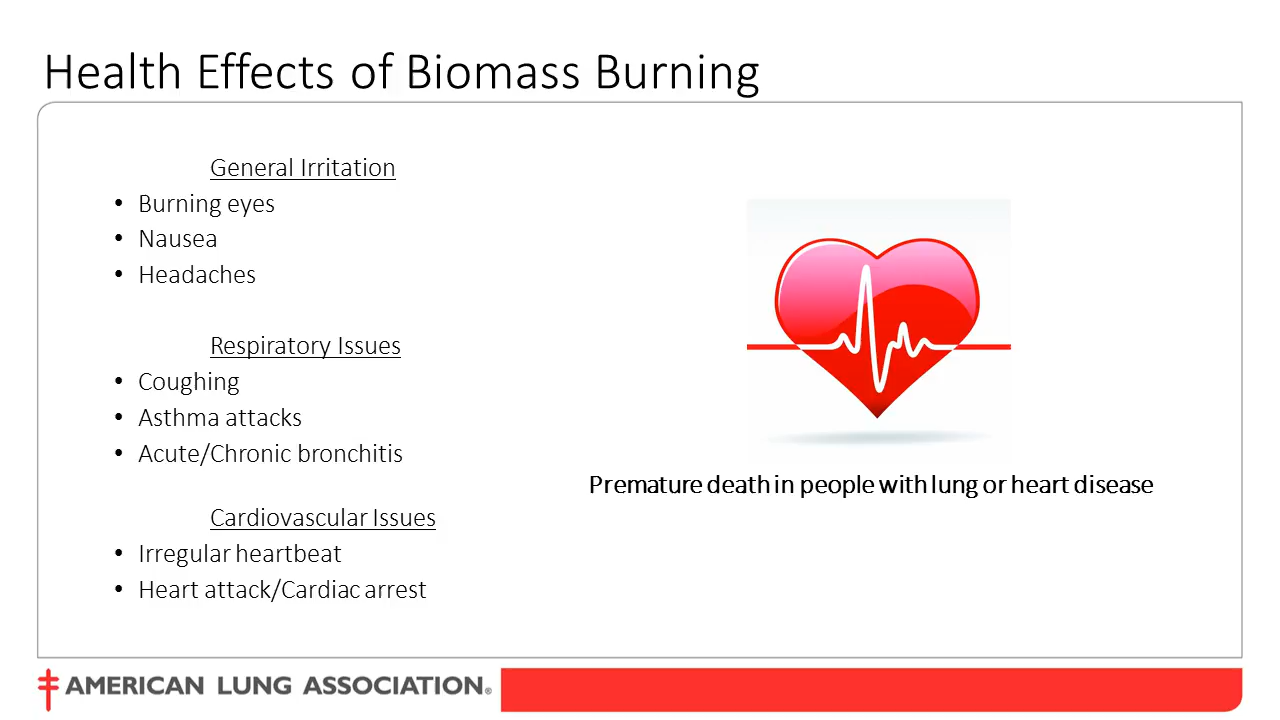 Health Effects of Biomass Burning
General Irritation
• Burning eyes
• Nausea
• Headaches
Respiratory Issues
• Coughing
• Asthma attacks
• Acute/Chronic bronchitis
Cardiovascular Issues
• Irregular heartbeat
• Heart attack/Cardiac arrest
Premature death in people with lung or heart disease
AMERICAN LUNG ASSOCIATION®